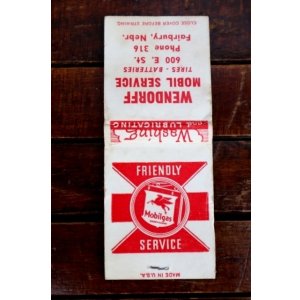 CLOSE COVER BEFORE STRIKING
WENDORFF
MOBIL SERVICE
TIRES - BATTERIES
600 E. St.
Phone 316
Fairbury, Nebr.
Washing
AND LUBRICATING
FRIENDLY
Mobilgas
SERVICE
MADE IN U.S.A.